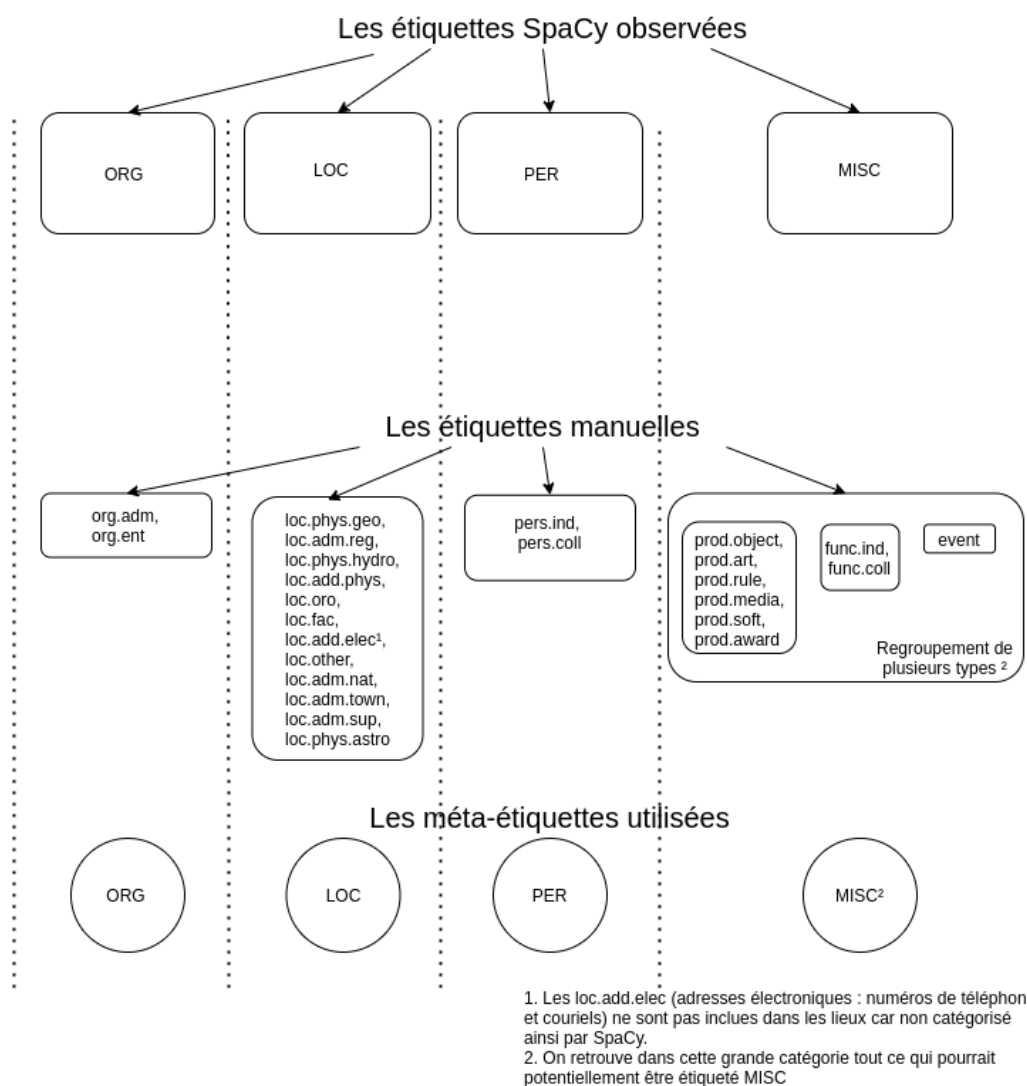 Les étiquettes SpaCy observées
ORG
LOC
PER
MISC
Les étiquettes manuelles
org.adm,
org.ent
loc.phys.geo,
loc.adm.reg,
loc.phys.hydro,
loc.add.phys,
loc.oro,
loc.fac,
loc.add.elec¹,
loc.other,
loc.adm.nat,
loc.adm.town,
loc.adm.sup,
loc.phys.astro
pers.ind,
pers.coll
prod.object,
prod.art,
prod.rule,
prod.media,
prod.soft,
prod.award
func.ind,
func.coll
event
Regroupement de
plusieurs types ²
Les méta-étiquettes utilisées
ORG
LOC
PER
MISC²
1. Les loc.add.elec (adresses électroniques : numéros de téléphon
et couriels) ne sont pas inclues dans les lieux car non catégorisé
ainsi par SpaCy.
2. On retrouve dans cette grande catégorie tout ce qui pourrait
potentiellement être étiqueté MISC